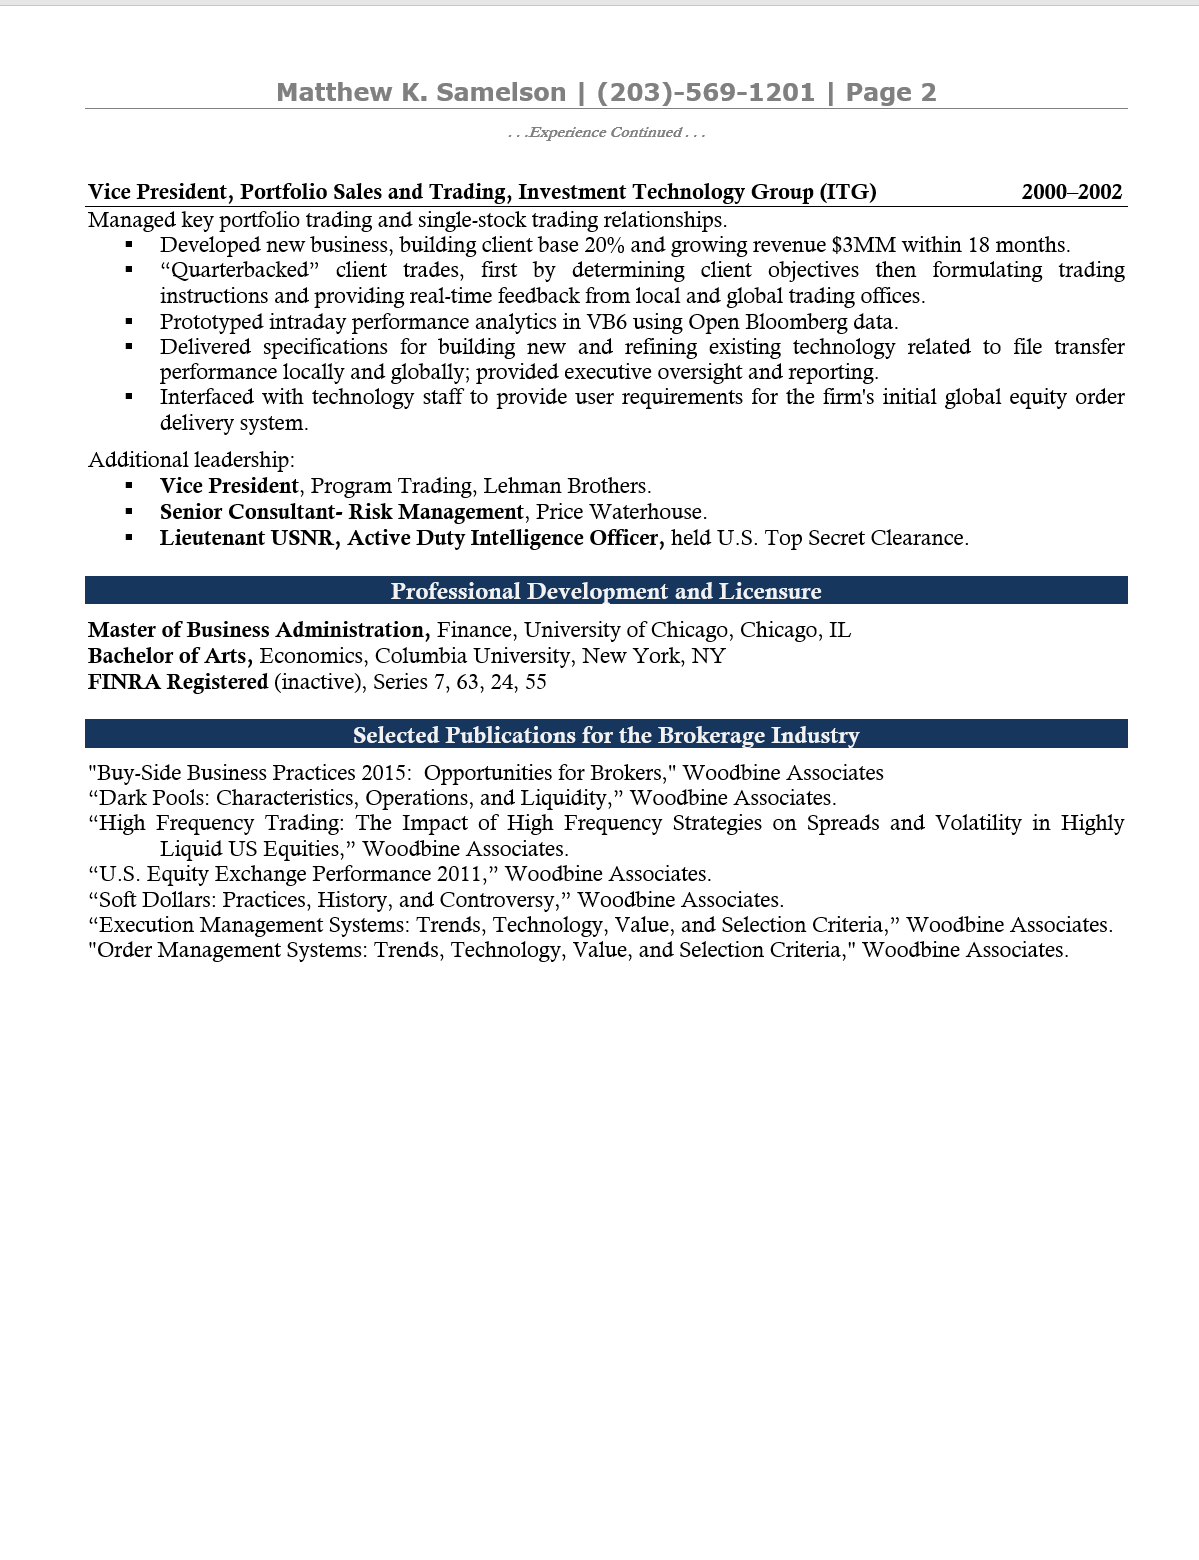 Matthew K. Samelson | (203)-569-1201 | Page 2
. . .Experience Continued . . .
Vice President, Portfolio Sales and Trading, Investment Technology Group (ITG) 2000–2002
Managed key portfolio trading and single-stock trading relationships.
▪ Developed new business, building client base 20% and growing revenue $3MM within 18 months.
▪ “Quarterbacked” client trades, first by determining client objectives then formulating trading
instructions and providing real-time feedback from local and global trading offices.
▪ Prototyped intraday performance analytics in VB6 using Open Bloomberg data.
▪ Delivered specifications for building new and refining existing technology related to file transfer
performance locally and globally; provided executive oversight and reporting.
▪ Interfaced with technology staff to provide user requirements for the firm's initial global equity order
delivery system.
Additional leadership:
▪ Vice President, Program Trading, Lehman Brothers.
▪ Senior Consultant- Risk Management, Price Waterhouse.
▪ Lieutenant USNR, Active Duty Intelligence Officer, held U.S. Top Secret Clearance.
Professional Development and Licensure
Master of Business Administration, Finance, University of Chicago, Chicago, IL
Bachelor of Arts, Economics, Columbia University, New York, NY
FINRA Registered (inactive), Series 7, 63, 24, 55
Selected Publications for the Brokerage Industry
"Buy-Side Business Practices 2015:  Opportunities for Brokers," Woodbine Associates
“Dark Pools: Characteristics, Operations, and Liquidity,” Woodbine Associates.
“High Frequency Trading: The Impact of High Frequency Strategies on Spreads and Volatility in Highly
Liquid US Equities,” Woodbine Associates.
“U.S. Equity Exchange Performance 2011,” Woodbine Associates.
“Soft Dollars: Practices, History, and Controversy,” Woodbine Associates.
“Execution Management Systems: Trends, Technology, Value, and Selection Criteria,” Woodbine Associates.
"Order Management Systems: Trends, Technology, Value, and Selection Criteria," Woodbine Associates.